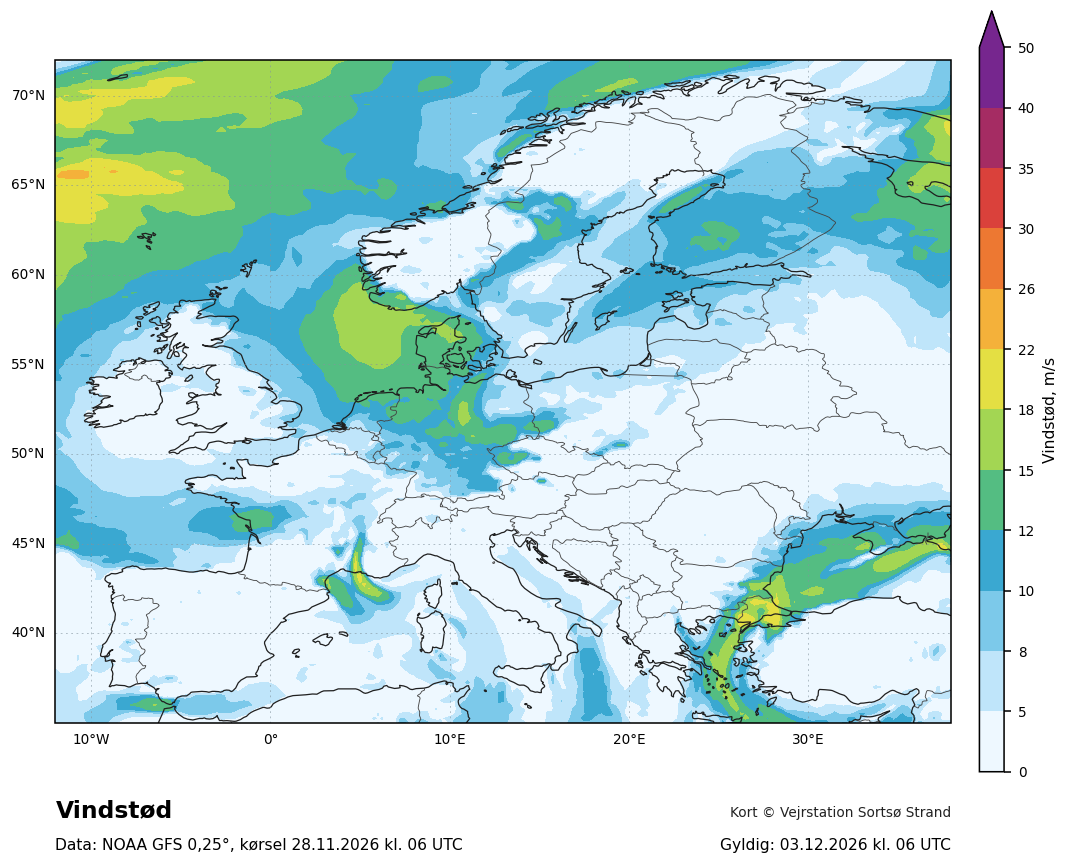 50
40
35
30
26
22
18
15
12
10
8
5
0
Vindstød, m/s
70°N
65°N
60°N
55°N
50°N
45°N
40°N
10°W 0° 10°E 20°E 30°E
Vindstød
Kort © Vejrstation Sortsø Strand
Data: NOAA GFS 0,25°, kørsel 28.11.2026 kl. 06 UTC
Gyldig: 03.12.2026 kl. 06 UTC